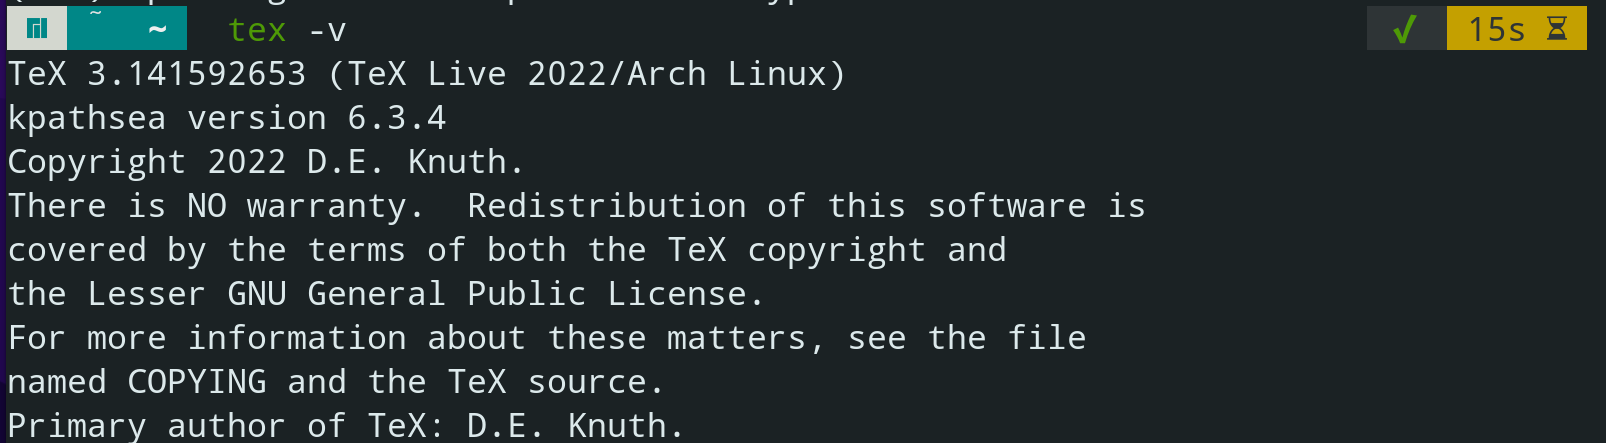 ~ ~ tex -v ✓ 15s
TeX 3.141592653 (TeX Live 2022/Arch Linux)
kpathsea version 6.3.4
Copyright 2022 D.E. Knuth.
There is NO warranty.  Redistribution of this software is
covered by the terms of both the TeX copyright and
the Lesser GNU General Public License.
For more information about these matters, see the file
named COPYING and the TeX source.
Primary author of TeX: D.E. Knuth.